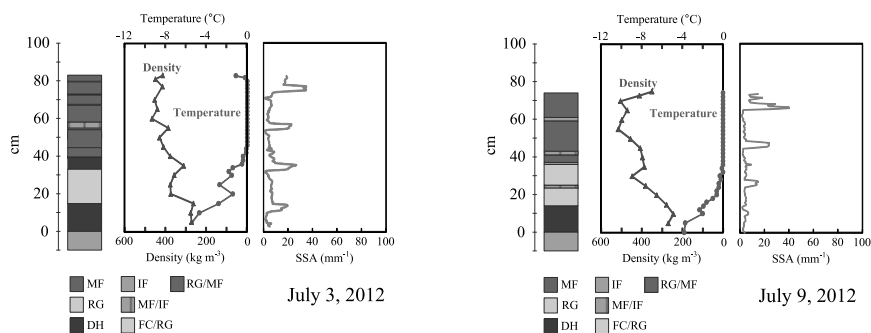 Temperature (°C)
-12 -8 -4 0
100
80
60
40
20
0
cm
Density
Temperature
600 400 200 0 20 40 60 80 100
Density (kg m-3) SSA (mm-1)
MF IF RG/MF
RG MF/IF
DH FC/RG
July 3, 2012
Temperature (°C)
-12 -8 -4 0
100
80
60
40
20
0
cm
Density
Temperature
600 400 200 0 0 20 40 60 80 100
Density (kg m-3) SSA (mm-1)
MF IF RG/MF
RG MF/IF
DH FC/RG
July 9, 2012